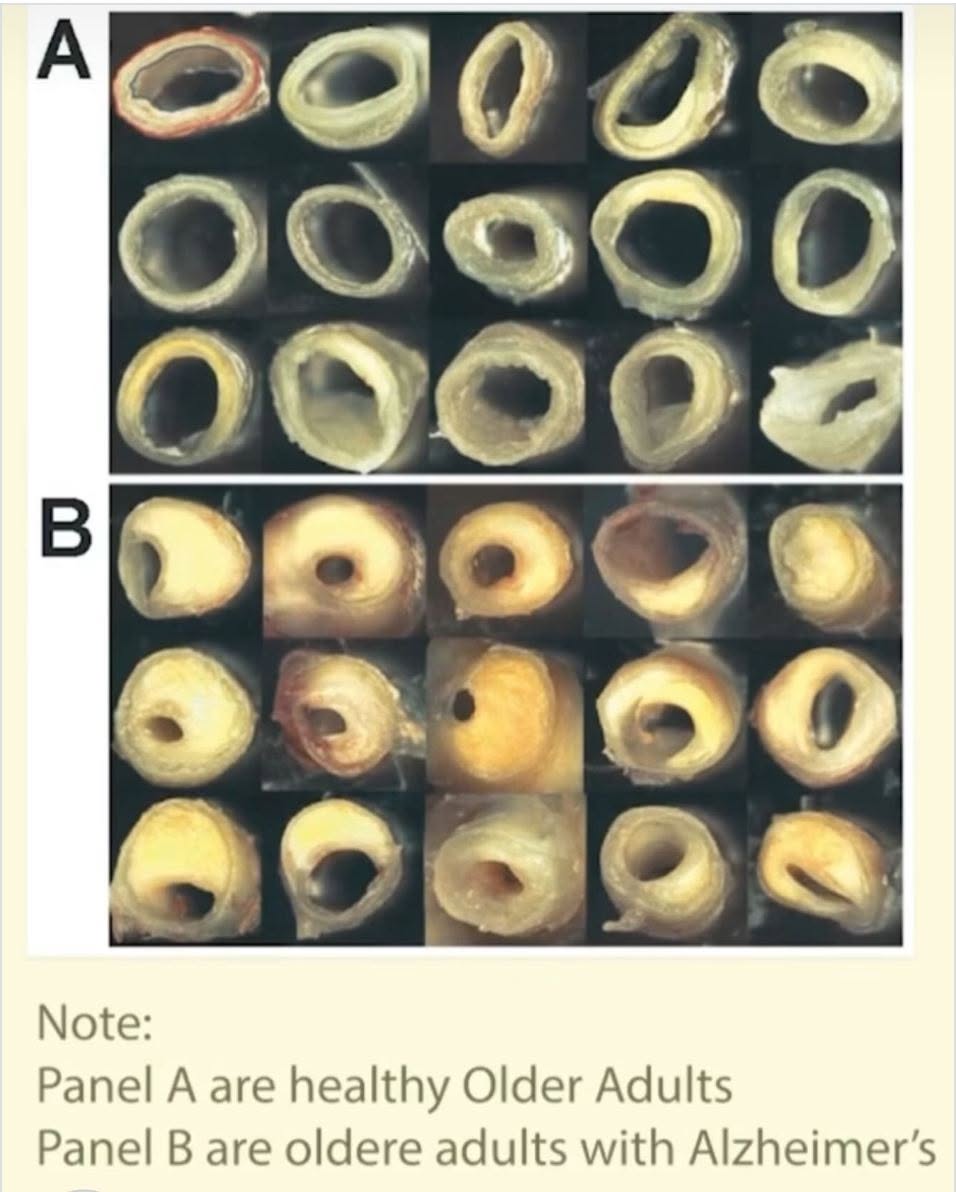 A
B
Note:
Panel A are healthy Older Adults
Panel B are oldere adults with Alzheimer's